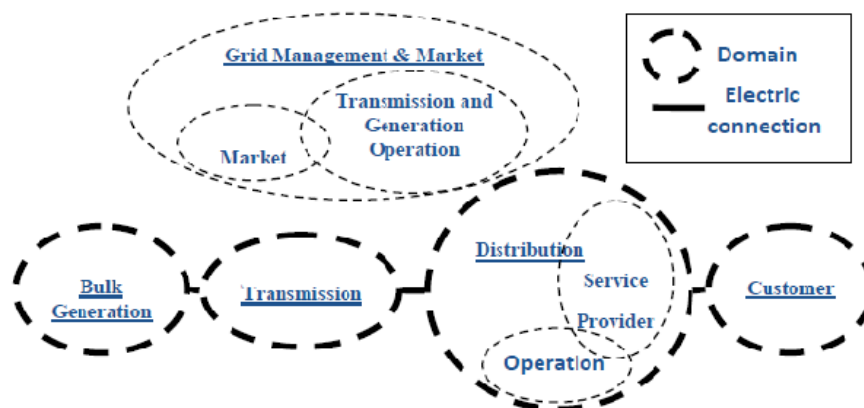 Grid Management & Market
Transmission and
Generation
Operation
Market
Domain
Electric
connection
Bulk
Generation
Transmission
Distribution
Service
Provider
Operation
Customer